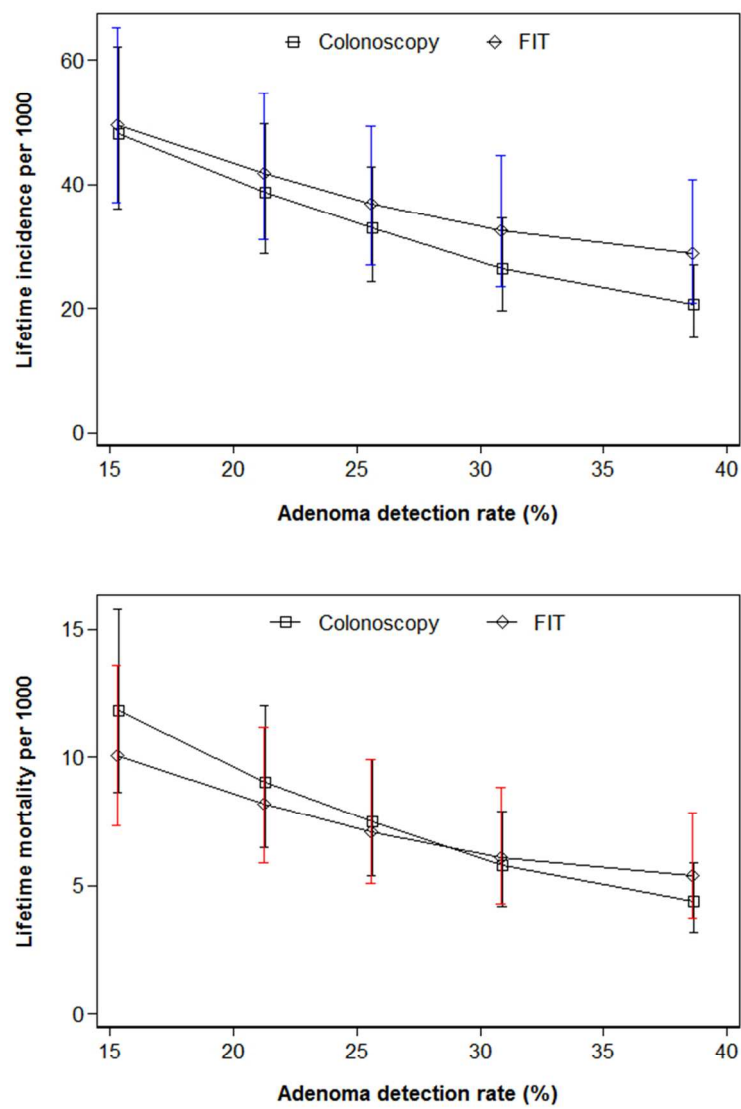 Colonoscopy FIT
60
40
20
0
Lifetime incidence per 1000
15 20 25 30 35 40
Adenoma detection rate (%)
Colonoscopy FIT
15
10
5
0
Lifetime mortality per 1000
15 20 25 30 35 40
Adenoma detection rate (%)